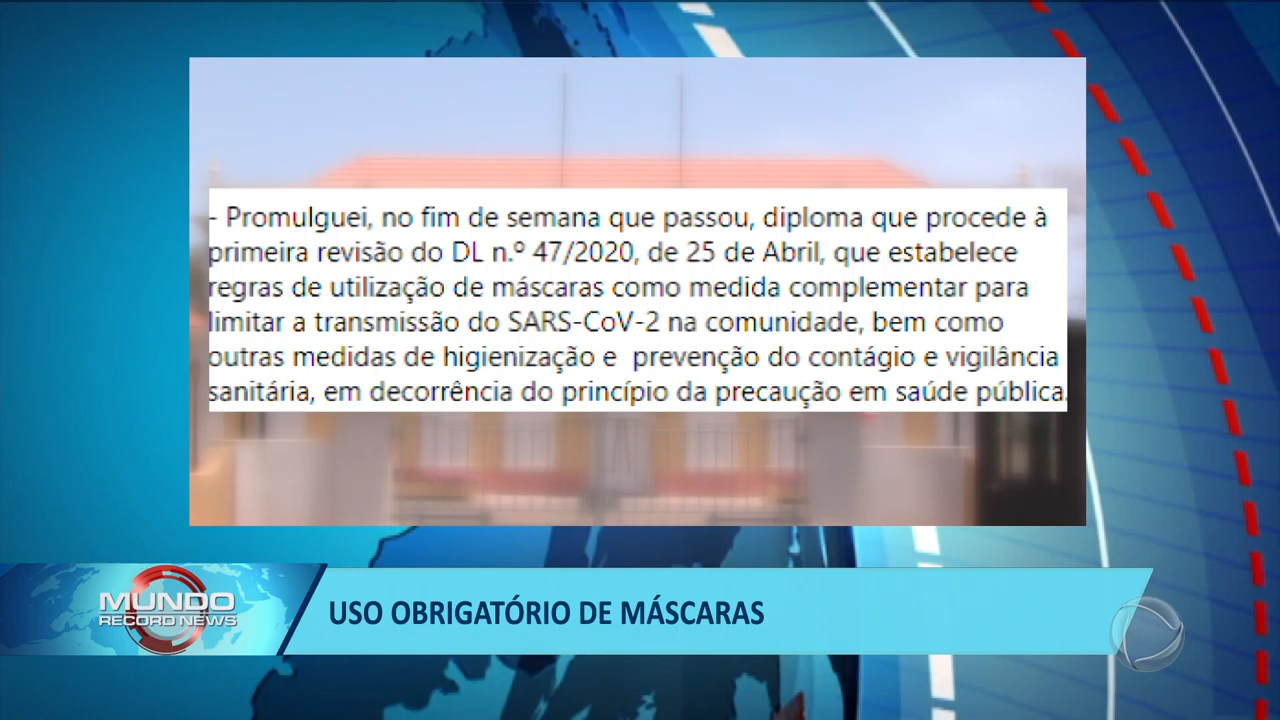 - Promulguei, no fim de semana que passou, diploma que procede à
primeira revisão do DL n.º 47/2020, de 25 de Abril, que estabelece
regras de utilização de máscaras como medida complementar para
limitar a transmissão do SARS-CoV-2 na comunidade, bem como
outras medidas de higienização e  prevenção do contágio e vigilância
sanitária, em decorrência do princípio da precaução em saúde pública.
MUNDO
RECORD NEWS
USO OBRIGATÓRIO DE MÁSCARAS